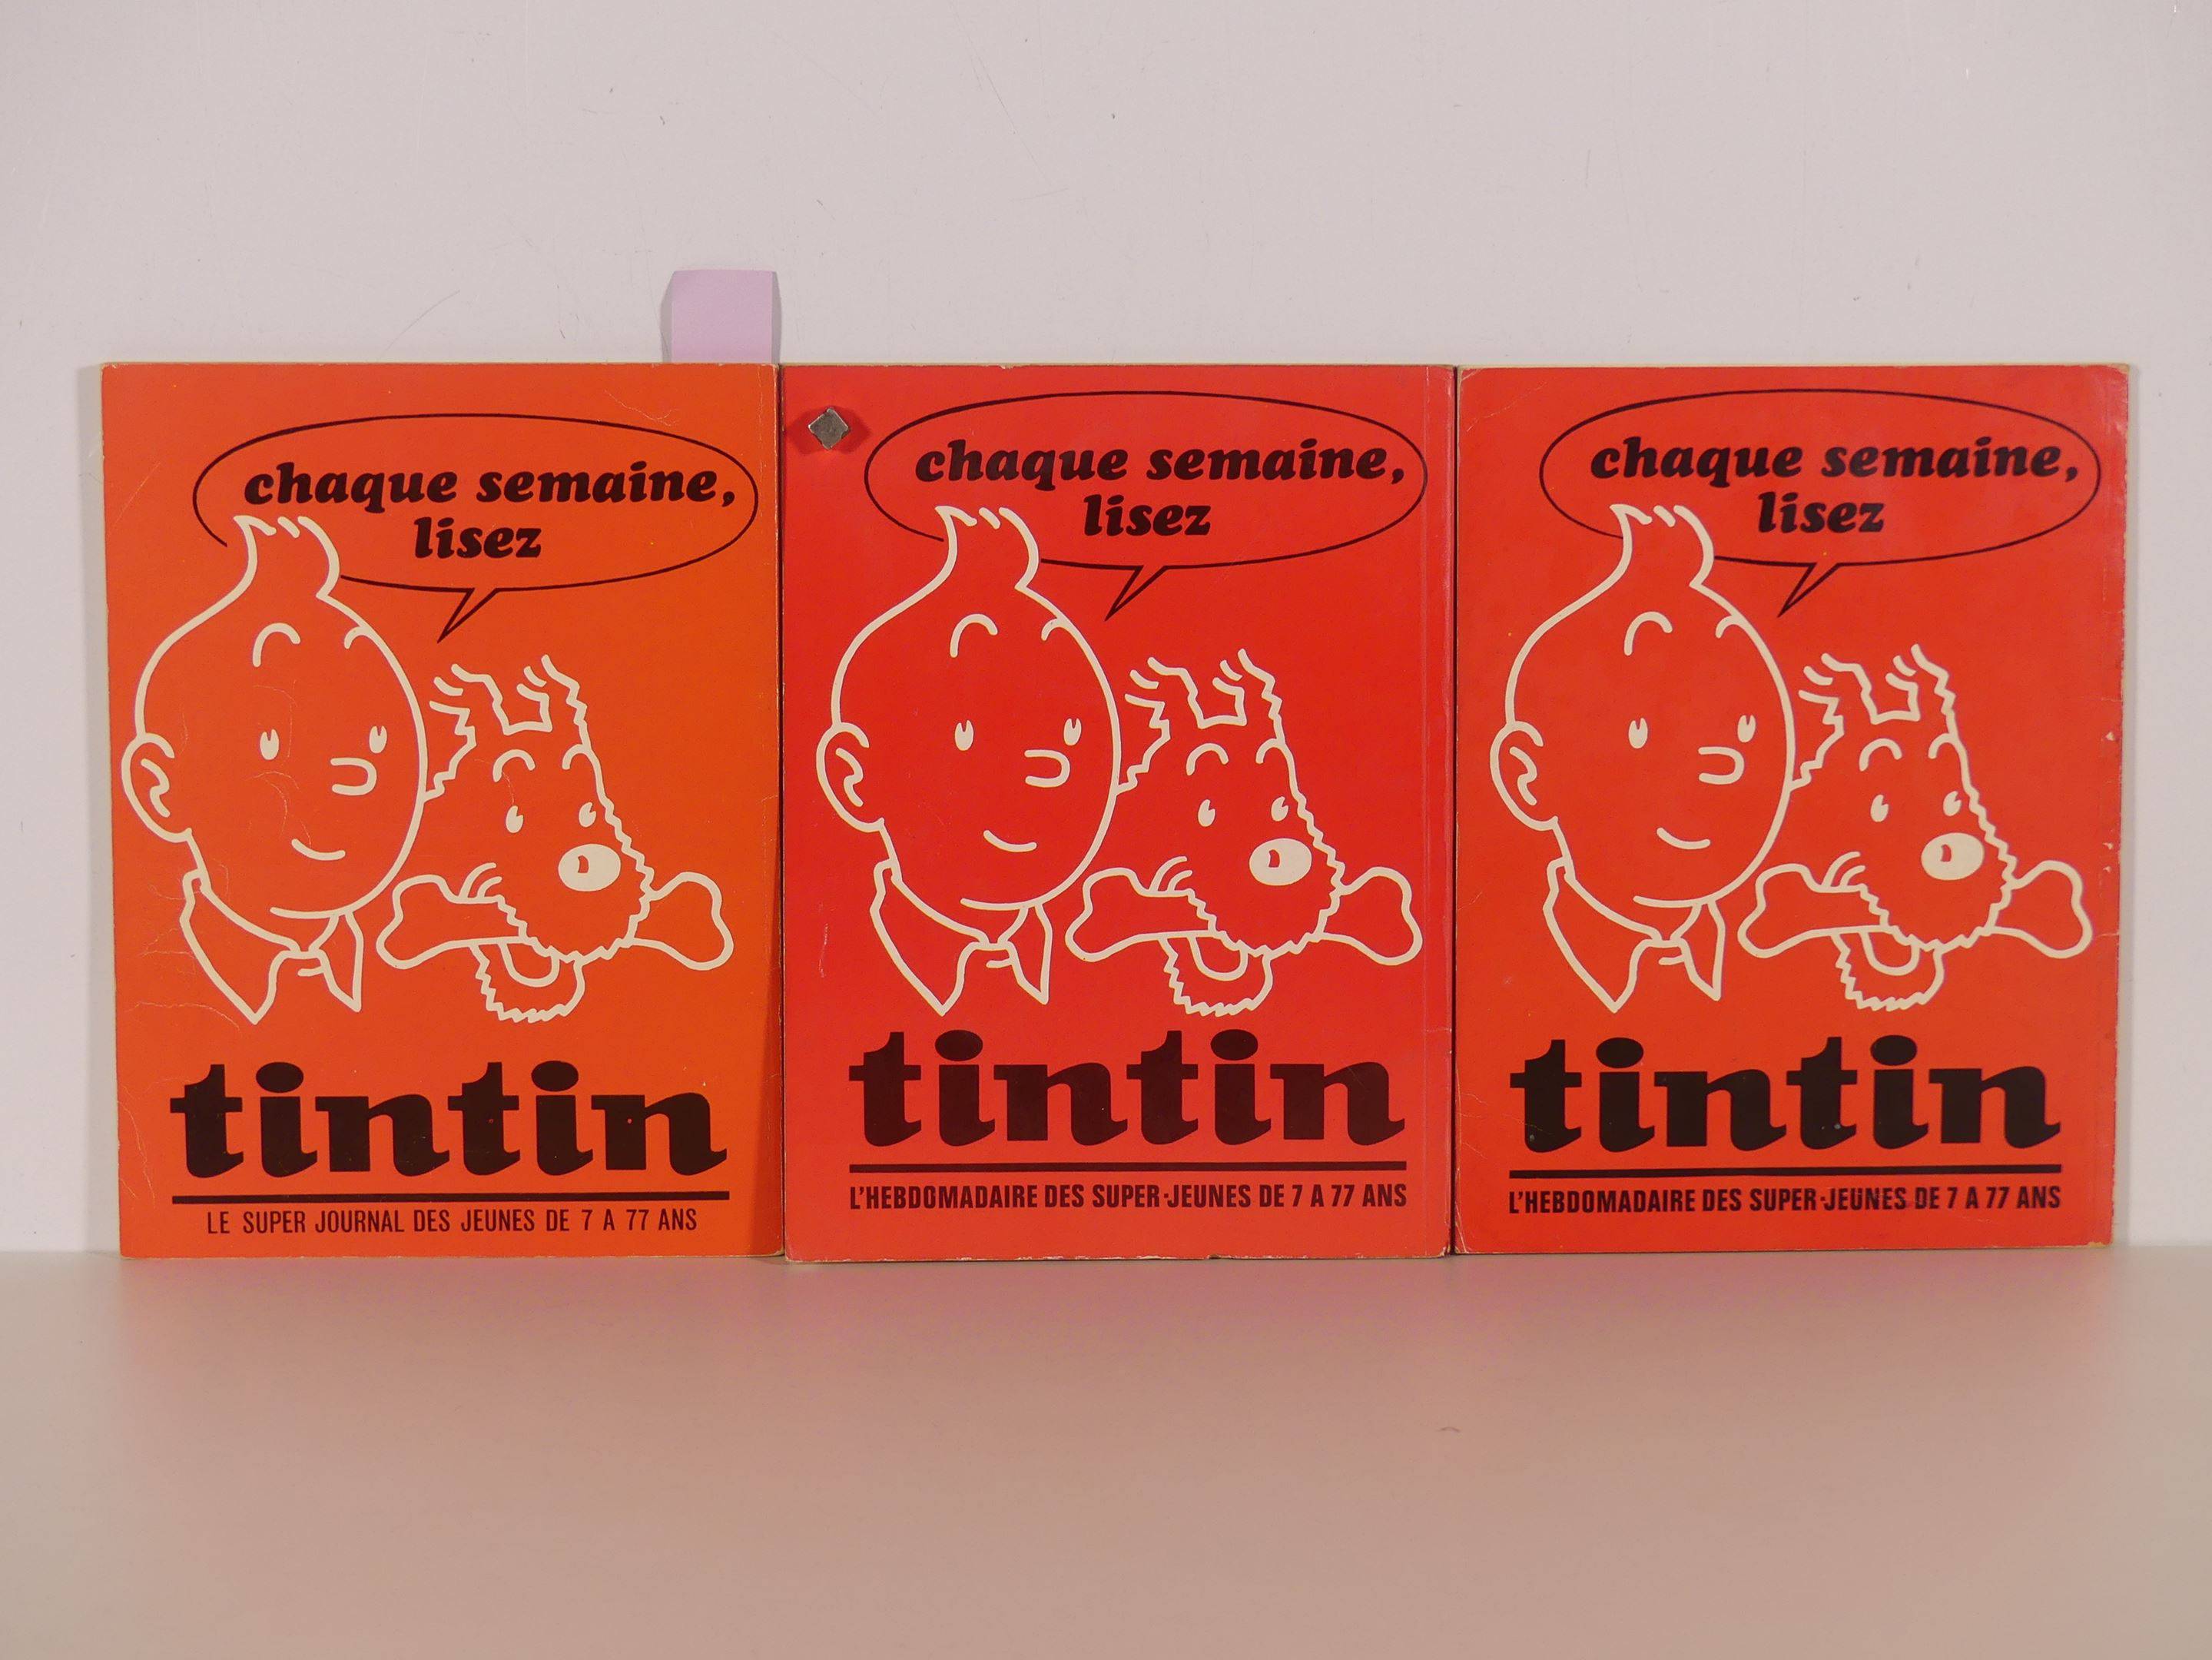 chaque semaine,
lisez
tintin
LE SUPER JOURNAL DES JEUNES DE 7 A 77 ANS
chaque semaine,
lisez
tintin
L'HEBDOMADAIRE DES SUPER-JEUNES DE 7 A 77 ANS
chaque semaine,
lisez
tintin
L'HEBDOMADAIRE DES SUPER-JEUNES DE 7 A 77 ANS